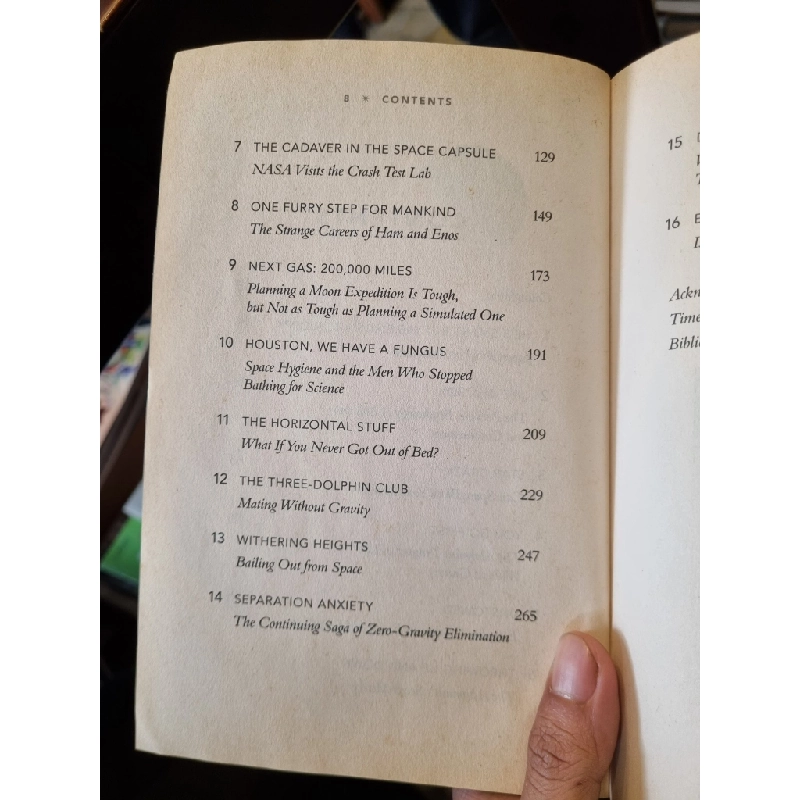 8 * CONTENTS
7 THE CADAVER IN THE SPACE CAPSULE 129
NASA Visits the Crash Test Lab
8 ONE FURRY STEP FOR MANKIND 149
The Strange Careers of Ham and Enos
9 NEXT GAS: 200,000 MILES 173
Planning a Moon Expedition Is Tough,
but Not as Tough as Planning a Simulated One
10 HOUSTON, WE HAVE A FUNGUS 191
Space Hygiene and the Men Who Stopped
Bathing for Science
11 THE HORIZONTAL STUFF 209
What If You Never Got Out of Bed?
12 THE THREE-DOLPHIN CLUB 229
Mating Without Gravity
13 WITHERING HEIGHTS 247
Bailing Out from Space
14 SEPARATION ANXIETY 265
The Continuing Saga of Zero-Gravity Elimination
15
16